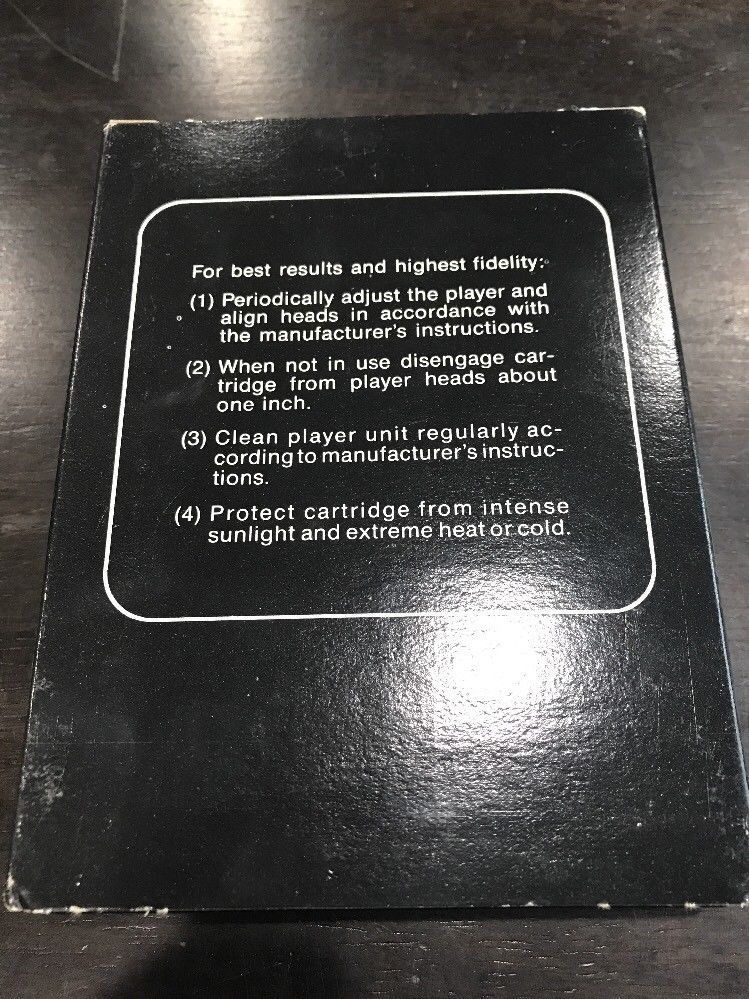 For best results and highest fidelity:
(1) Periodically adjust the player and
align heads in accordance with
the manufacturer's instructions.
(2) When not in use disengage car-
tridge from player heads about
one inch.
(3) Clean player unit regularly ac-
cording to manufacturer's instruc-
tions.
(4) Protect cartridge from intense
sunlight and extreme heat or cold.